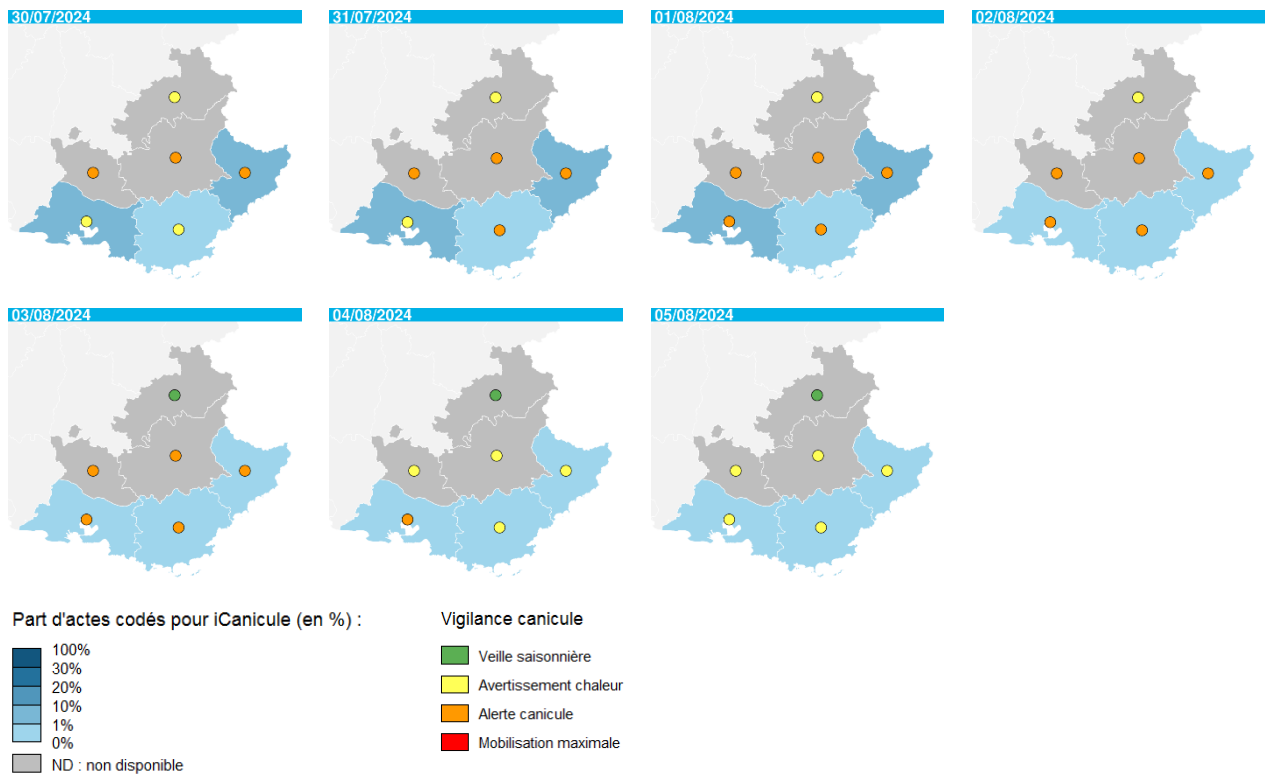 30/07/2024
31/07/2024
01/08/2024
02/08/2024
03/08/2024
04/08/2024
05/08/2024
Part d'actes codés pour iCanicule (en %) :
100%
30%
20%
10%
1%
0%
ND : non disponible
Vigilance canicule
Veille saisonnière
Avertissement chaleur
Alerte canicule
Mobilisation maximale